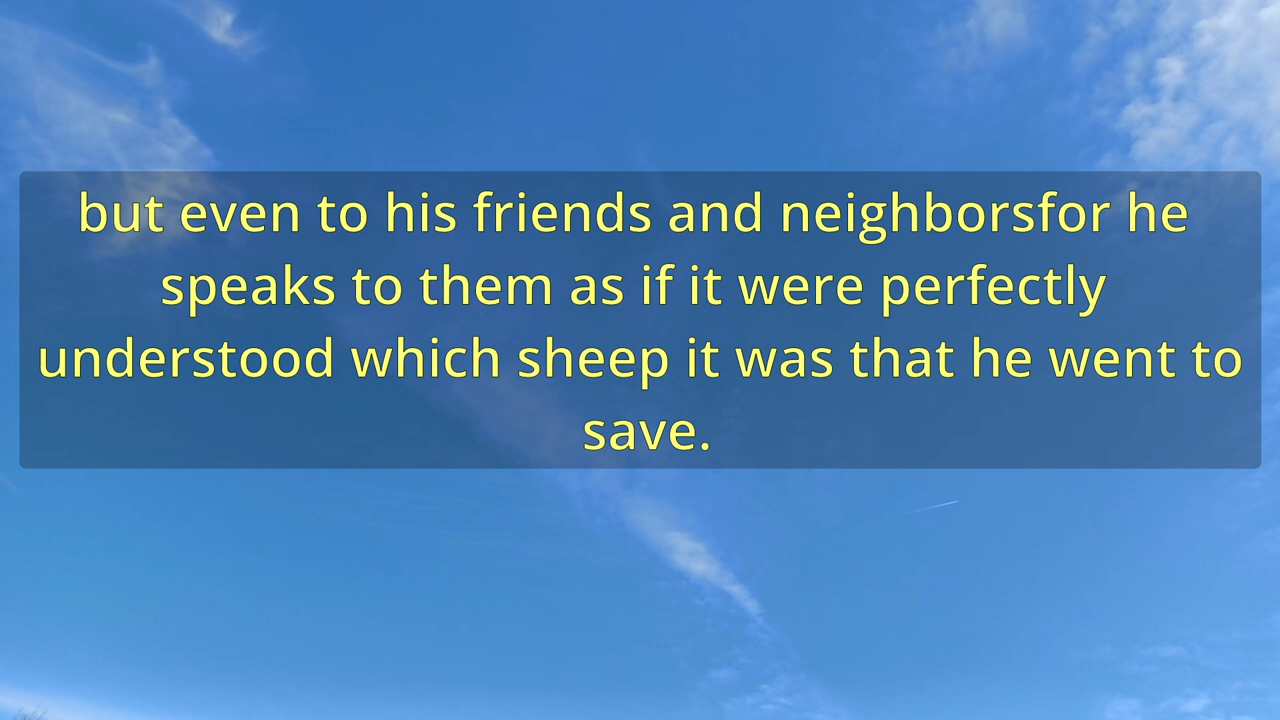 but even to his friends and neighborsfor he
speaks to them as if it were perfectly
understood which sheep it was that he went to
save.